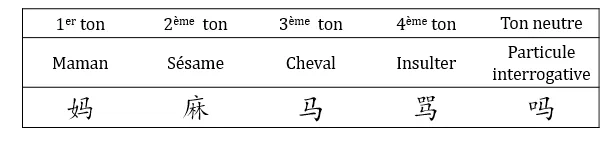 1er ton 2ème ton 3ème ton 4ème ton Ton neutre
Maman Sésame Cheval Insulter Particule interrogative
妈 麻 马 骂 吗